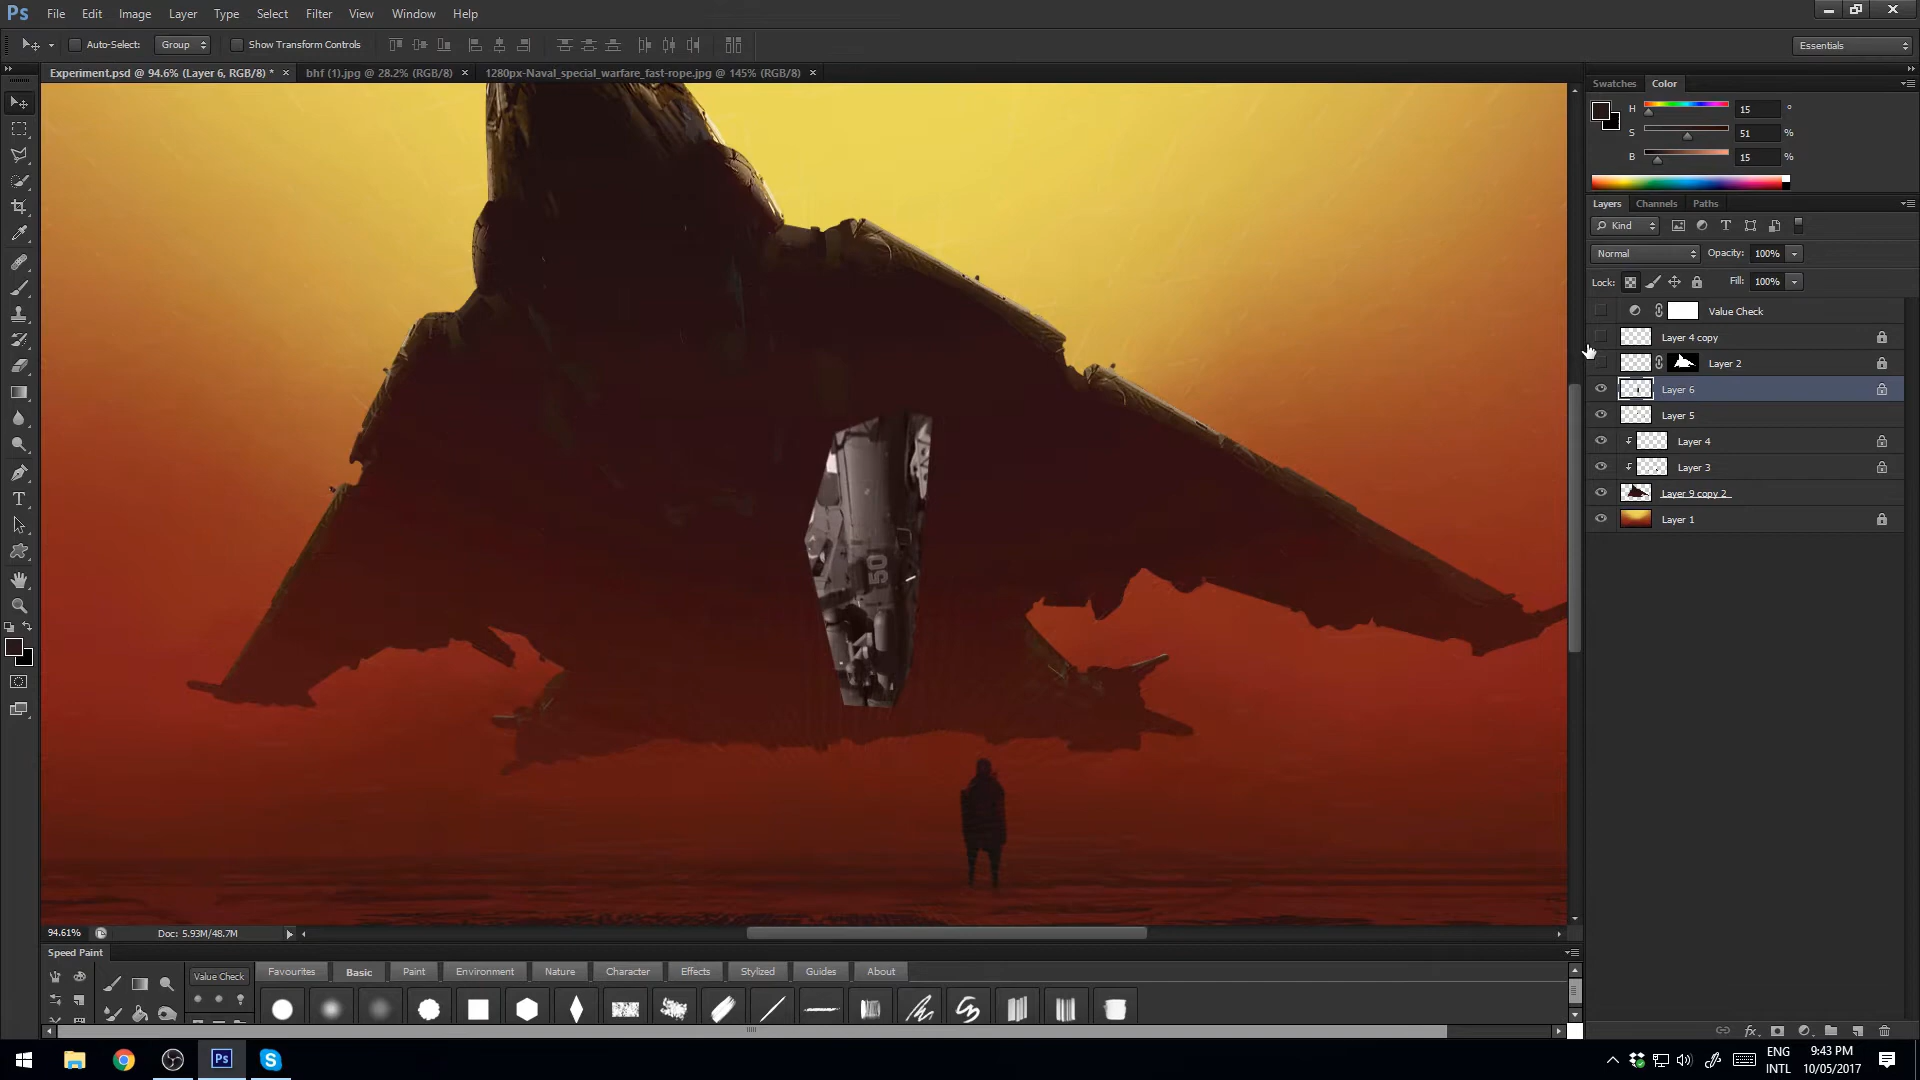 Ps File Edit Image Layer Type Select Filter View Window Help
Auto-Select: Group Show Transform Controls Essentials
Experiment.psd @ 94.6% (Layer 6, RGB/8) * × bhf (1).jpg @ 28.2% (RGB/8) × 1280px-Naval_special_warfare_fast-rope.jpg @ 145% (RGB/8) ×
Swatches Color
H 15 °
S 51 %
B 15 %
Layers Channels Paths
Kind
Normal Opacity: 100%
Lock: Fill: 100%
Value Check
Layer 4 copy
Layer 2
Layer 6
Layer 5
Layer 4
Layer 3
Layer 9 copy 2
Layer 1
50
94.61% Doc: 5.93M/48.7M
Speed Paint
Value Check Favourites Basic Paint Environment Nature Character Effects Stylized Guides About
Ps
ENG
INTL
9:43 PM
10/05/2017